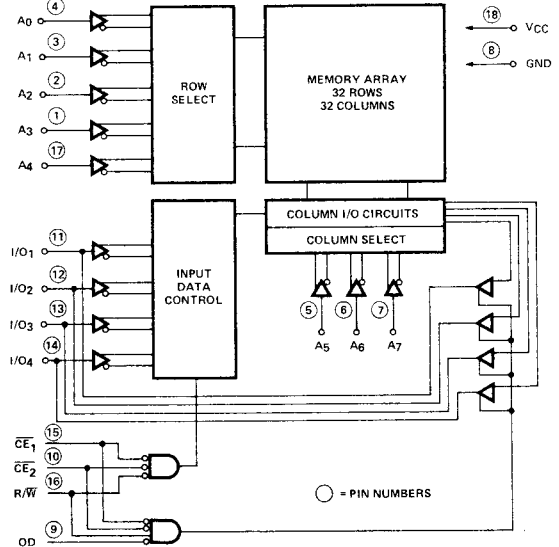 4
A0
3
A1
2
A2
1
A3
17
A4
ROW
SELECT
MEMORY ARRAY
32 ROWS
32 COLUMNS
18
VCC
8
GND
COLUMN I/O CIRCUITS
COLUMN SELECT
11
I/O1
12
I/O2
13
I/O3
14
I/O4
INPUT
DATA
CONTROL
5
6
7
A5
A6
A7
15
CE1
10
CE2
16
R/W
9
OD
= PIN NUMBERS